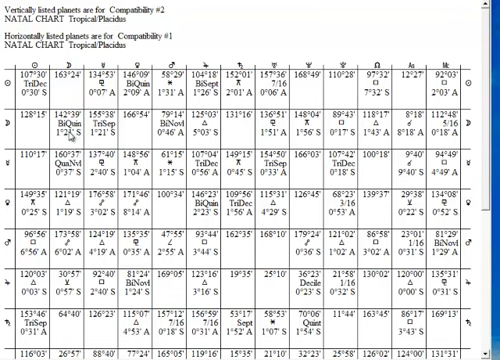 Vertically listed planets are for Compatibility #2
NATAL CHART Tropical/Placidus
Horizontally listed planets are for Compatibility #1
NATAL CHART Tropical/Placidus
☉ ☽ ☿ ♀ ♂ ♃ ♄ ♅ ♆ ♇ ☊ As Mc
☉ 107°30' 163°24' 134°53' 146°09' 58°29' 104°18' 152°01' 157°36' 168°49' 110°28' 97°32' 12°27' 92°03' ☉
TriDec BiQuin BiSept 7/16
0°30' S 0°07' A 2°09' A 1°31' A 1°26' S 2°01' A 0°06' A 7°32' S 2°03' A
128°15' 142°39' 155°38' 166°54' 79°14' 125°03' 131°16' 136°51' 148°04' 89°43' 118°17' 8°18' 112°48'
BiQuin TriSep BiNovl 5/16
1°21' S 0°46' A 5°03' A 1°51' A 1°56' S 0°17' A 1°43' A 8°18' A 0°18' A
110°17' 160°37' 137°40' 148°56' 61°15' 107°04' 149°15' 154°50' 166°03' 107°42' 100°18' 9°40' 94°49'
QuaNvl TriDec TriSep TriDec
0°37' S 2°40' A 1°04' A 1°15' S 0°56' A 0°45' A 0°33' A 0°18' S 9°40' A 4°49' A
149°35' 121°19' 176°58' 171°46' 100°34' 146°23' 109°56' 115°31' 126°45' 68°23' 139°37' 29°38' 134°08'
BiQuin TriDec 3/16
0°25' S 1°19' A 3°02' S 8°14' A 2°23' S 1°56' A 4°29' S 0°53' A 0°22' S 0°52' S
96°56' 173°58' 124°19' 135°35' 47°55' 93°44' 162°35' 168°10' 179°24' 121°02' 86°58' 23°01' 81°29'
1/16 BiNovl
6°56' A 6°02' A 4°19' A 0°35' A 2°55' A 3°44' A 0°36' S 1°02' A 3°02' A 0°31' A 1°29' A
120°03' 30°57' 92°40' 81°24' 169°05' 123°16' 19°35' 25°10' 36°23' 21°58' 130°02' 120°00' 135°31'
BiNovl Decile 1/16
0°03' S 0°57' A 2°40' S 1°24' S 3°16' A 0°23' S 0°32' S 0°00' A 0°31' S
153°46' 64°40' 126°23' 115°07' 157°12' 156°59' 53°17' 58°53' 70°06' 11°44' 163°45' 86°17' 169°13'
TriSep 7/16 7/16 Sept Quint
0°31' A 4°53' A 0°18' S 0°31' A 1°52' A 1°07' S 1°54' S 3°43' S
116°03' 26°57' 88°40' 77°24' 165°05' 119°16' 15°35' 21°10' 32°23'